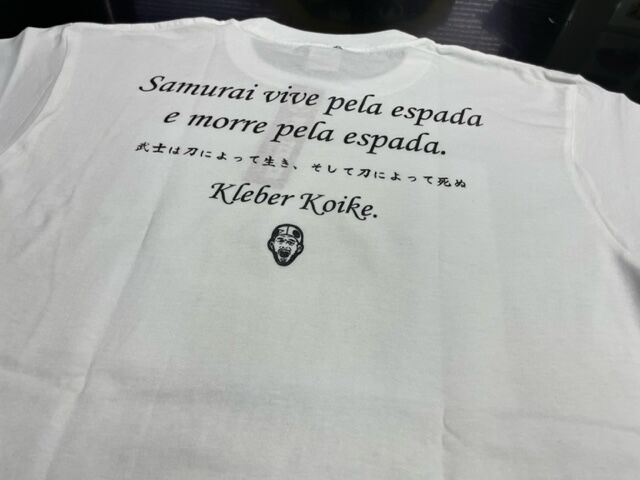 Samurai vive pela espada
e morre pela espada.
武士は刀によって生き、そして刀によって死ぬ
Kleber Koike.